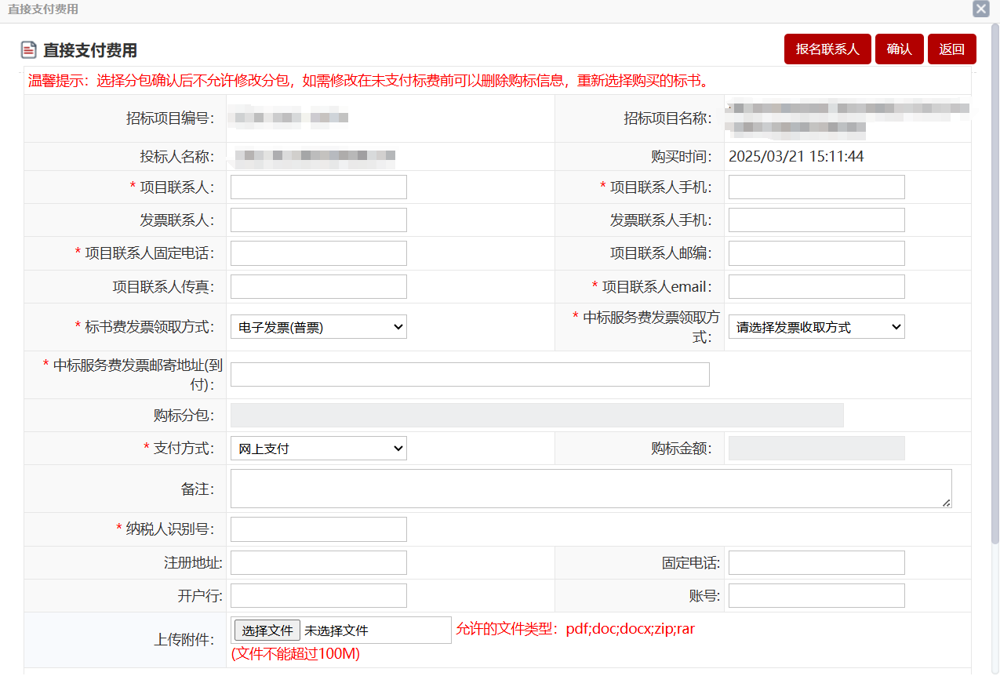 直接支付费用
直接支付费用
报名联系人 确认 返回
温馨提示：选择分包确认后不允许修改分包，如需修改在未支付标费前可以删除购标信息，重新选择购买的标书。
招标项目编号： 招标项目名称：
投标人名称： 购买时间： 2025/03/21 15:11:44
* 项目联系人： * 项目联系人手机：
发票联系人： 发票联系人手机：
* 项目联系人固定电话： 项目联系人邮编：
项目联系人传真： * 项目联系人email：
* 标书费发票领取方式： 电子发票(普票) * 中标服务费发票领取方
式： 请选择发票收取方式
* 中标服务费发票邮寄地址(到
付)：
购标分包：
* 支付方式： 网上支付 购标金额：
备注：
* 纳税人识别号：
注册地址: 固定电话:
开户行: 账号:
上传附件： 选择文件 未选择文件 允许的文件类型：pdf;doc;docx;zip;rar
(文件不能超过100M)